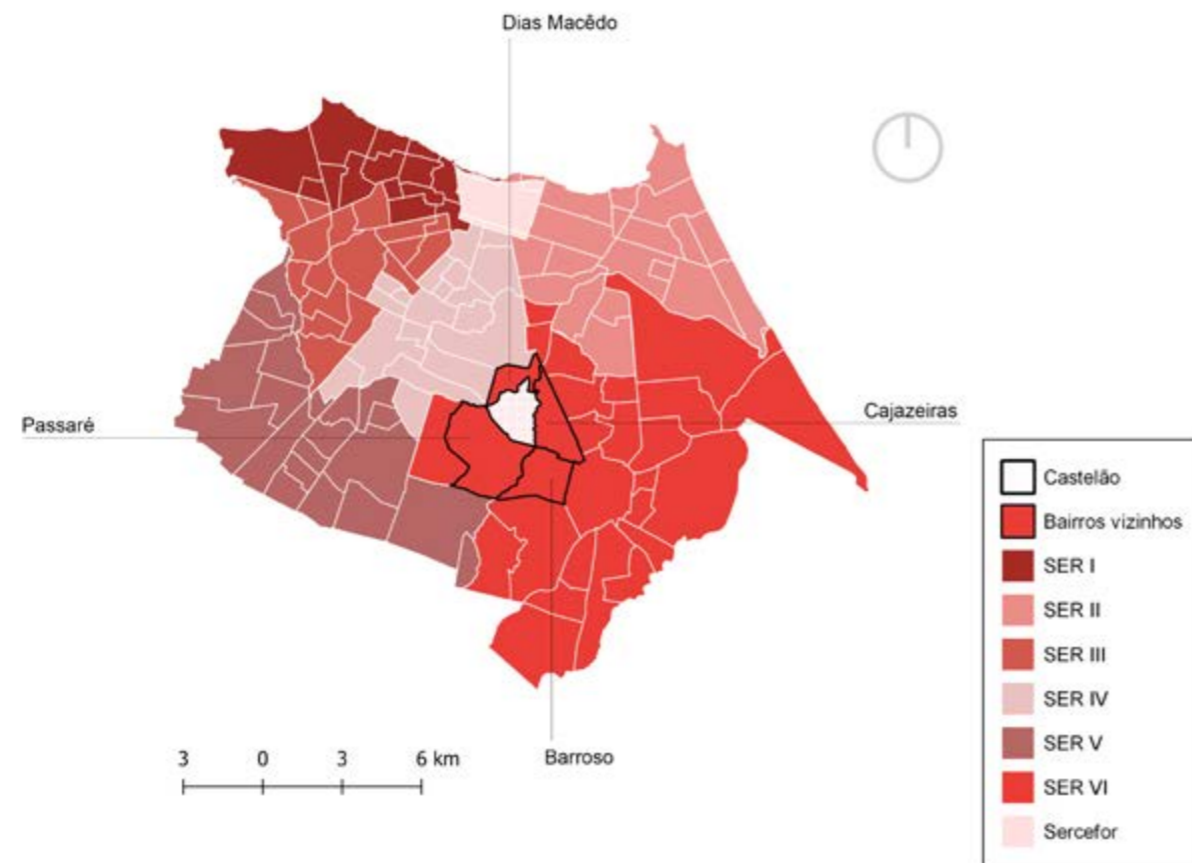 Dias Macêdo
Passaré
Cajazeiras
Barroso
3 0 3 6 km
Castelão
Bairros vizinhos
SER I
SER II
SER III
SER IV
SER V
SER VI
Sercefor